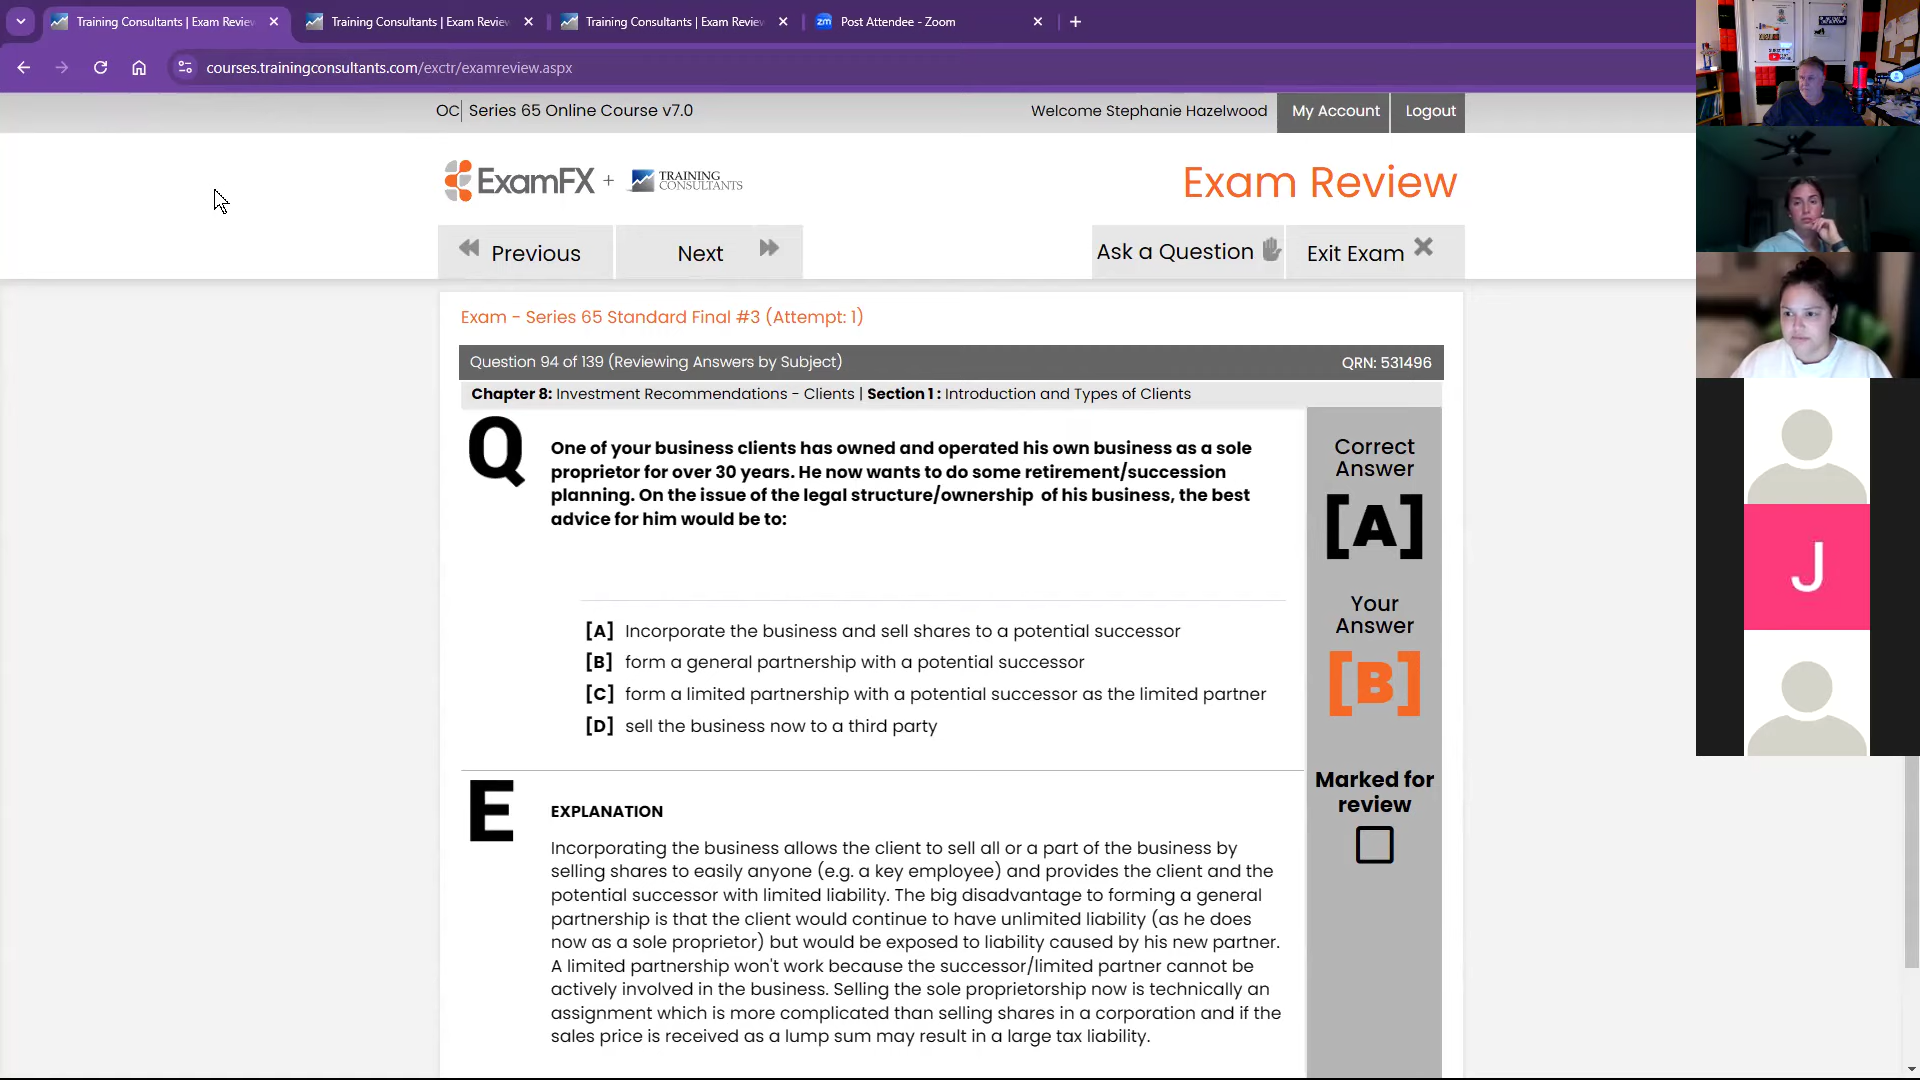 Training Consultants | Exam Review
Training Consultants | Exam Review
Training Consultants | Exam Review
zm Post Attendee - Zoom
courses.trainingconsultants.com/exctr/examreview.aspx
OC| Series 65 Online Course v7.0
Welcome Stephanie Hazelwood
My Account
Logout
ExamFX + TRAINING CONSULTANTS
Exam Review
Previous
Next
Ask a Question
Exit Exam
Exam - Series 65 Standard Final #3 (Attempt: 1)
Question 94 of 139 (Reviewing Answers by Subject)
QRN: 531496
Chapter 8: Investment Recommendations - Clients | Section 1 : Introduction and Types of Clients
Q
One of your business clients has owned and operated his own business as a sole
proprietor for over 30 years. He now wants to do some retirement/succession
planning. On the issue of the legal structure/ownership of his business, the best
advice for him would be to:
[A] Incorporate the business and sell shares to a potential successor
[B] form a general partnership with a potential successor
[C] form a limited partnership with a potential successor as the limited partner
[D] sell the business now to a third party
Correct
Answer
[A]
Your
Answer
[B]
Marked for
review
E
EXPLANATION
Incorporating the business allows the client to sell all or a part of the business by
selling shares to easily anyone (e.g. a key employee) and provides the client and the
potential successor with limited liability. The big disadvantage to forming a general
partnership is that the client would continue to have unlimited liability (as he does
now as a sole proprietor) but would be exposed to liability caused by his new partner.
A limited partnership won't work because the successor/limited partner cannot be
actively involved in the business. Selling the sole proprietorship now is technically an
assignment which is more complicated than selling shares in a corporation and if the
sales price is received as a lump sum may result in a large tax liability.
J